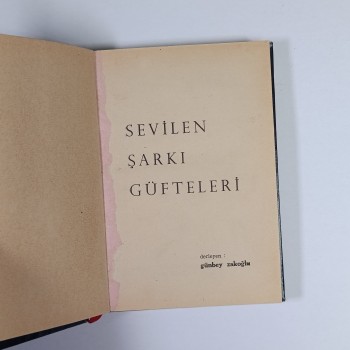 SEVİLEN
ŞARKI
GÜFTELERİ
derleyen :
günbey zakoğlu